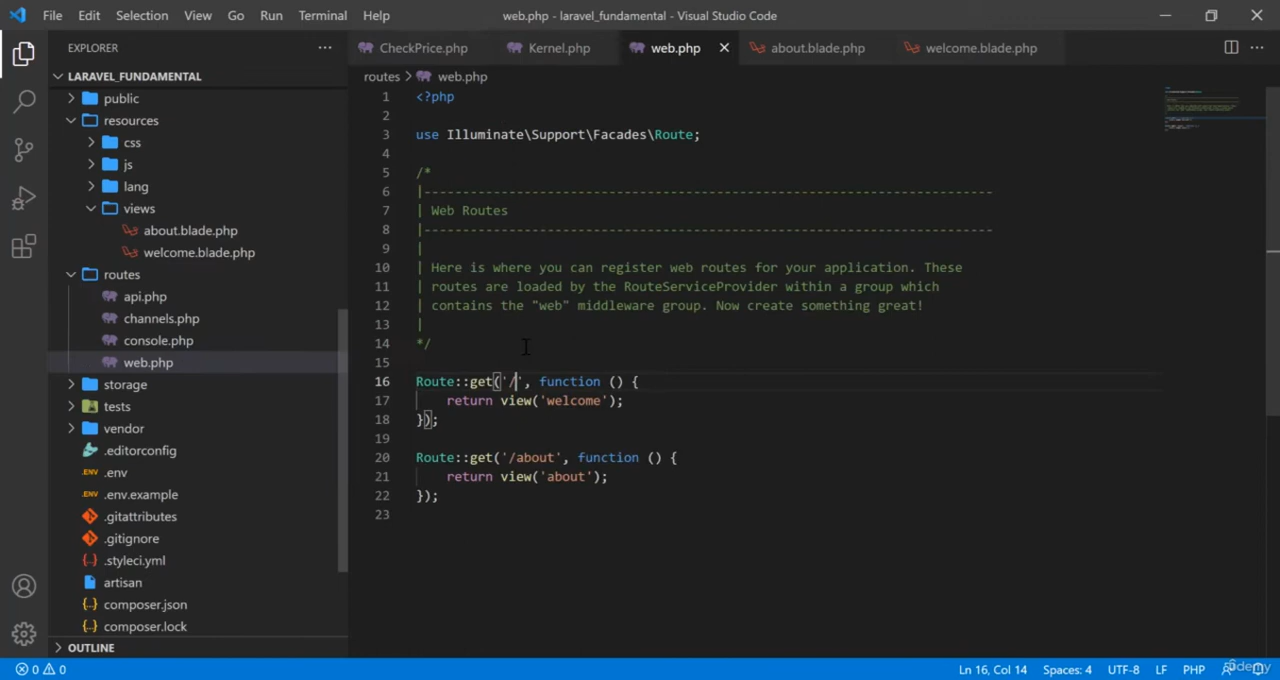 File Edit Selection View Go Run Terminal Help
web.php - laravel_fundamental - Visual Studio Code
EXPLORER
LARAVEL_FUNDAMENTAL
public
resources
css
js
lang
views
about.blade.php
welcome.blade.php
routes
api.php
channels.php
console.php
web.php
storage
tests
vendor
.editorconfig
.ENV .env
.ENV .env.example
.gitattributes
.gitignore
.styleci.yml
artisan
composer.json
composer.lock
OUTLINE
CheckPrice.php Kernel.php web.php about.blade.php welcome.blade.php
routes > web.php
1 <?php
2
3 use Illuminate\Support\Facades\Route;
4
5 /*
6 |--------------------------------------------------------------------------
7 | Web Routes
8 |--------------------------------------------------------------------------
9 |
10 | Here is where you can register web routes for your application. These
11 | routes are loaded by the RouteServiceProvider within a group which
12 | contains the "web" middleware group. Now create something great!
13 |
14 */
15
16 Route::get('/', function () {
17 return view('welcome');
18 });
19
20 Route::get('/about', function () {
21 return view('about');
22 });
23
0 0 Ln 16, Col 14 Spaces: 4 UTF-8 LF PHP
ûdemy